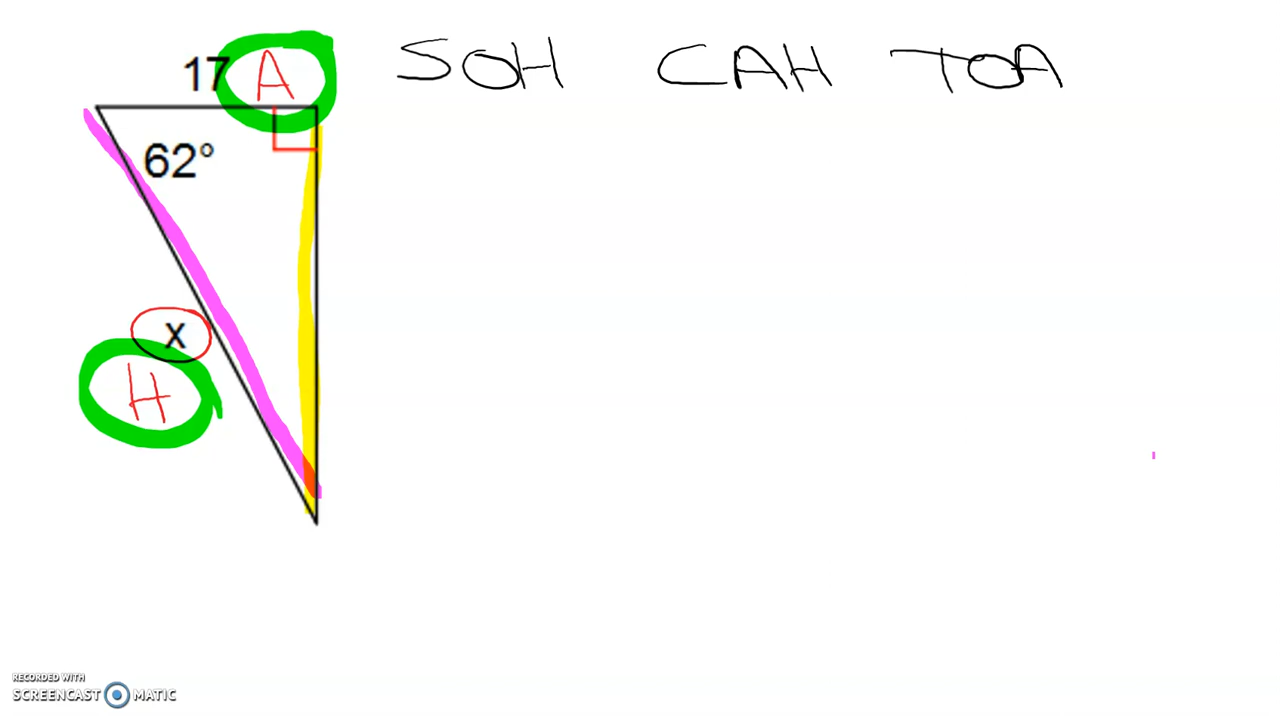 17 A SOH CAH TOA
62°
x
H
RECORDED WITH
SCREENCAST MATIC